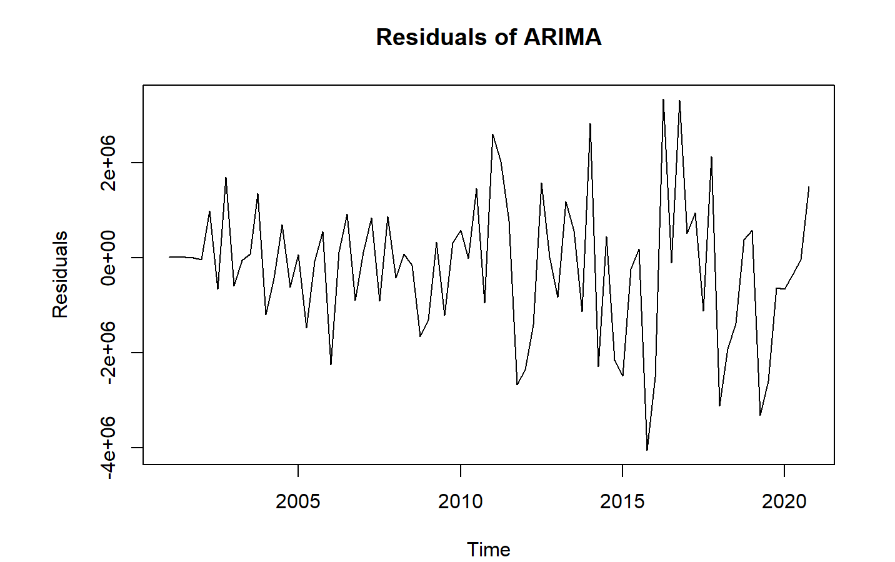 Residuals of ARIMA
Residuals
2e+06
0e+00
-2e+06
-4e+06
2005 2010 2015 2020
Time